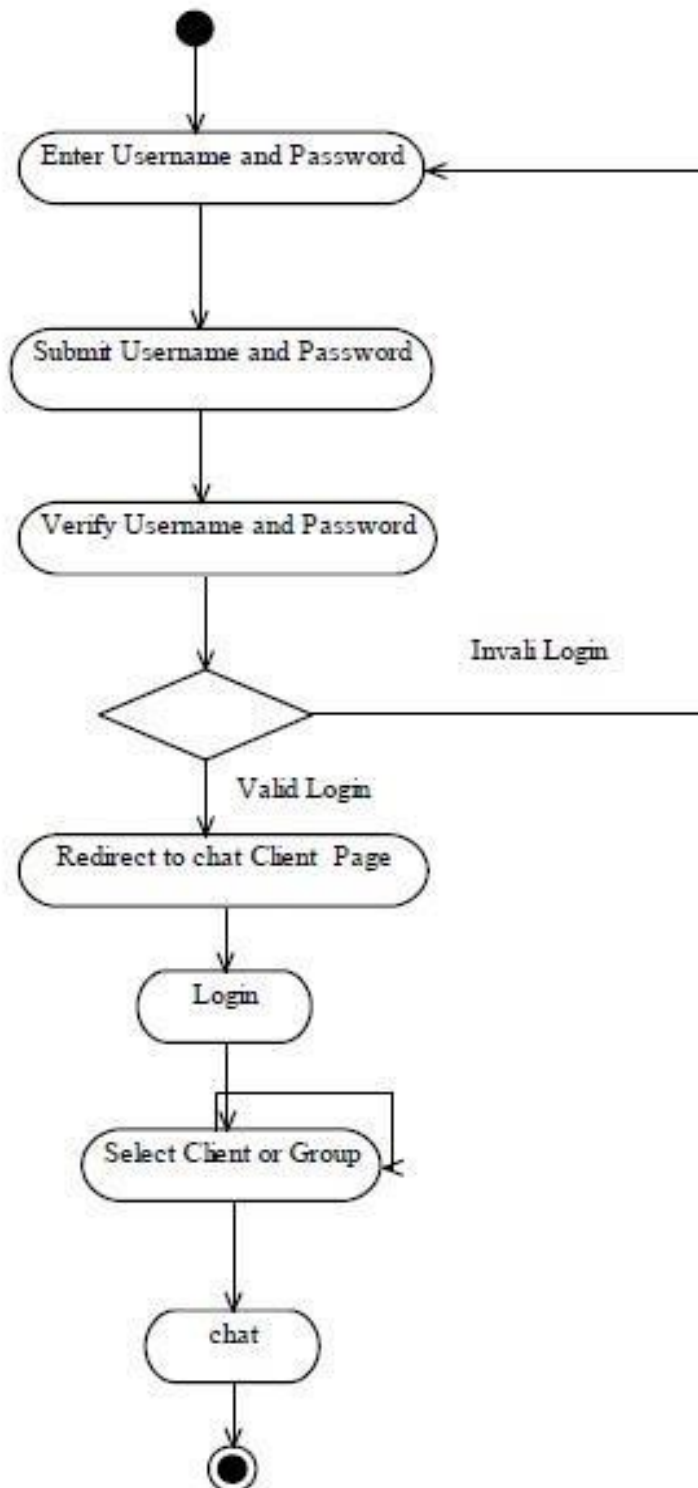 Enter Username and Password
Submit Username and Password
Verify Username and Password
Invali Login
Valid Login
Redirect to chat Client Page
Login
Select Client or Group
chat